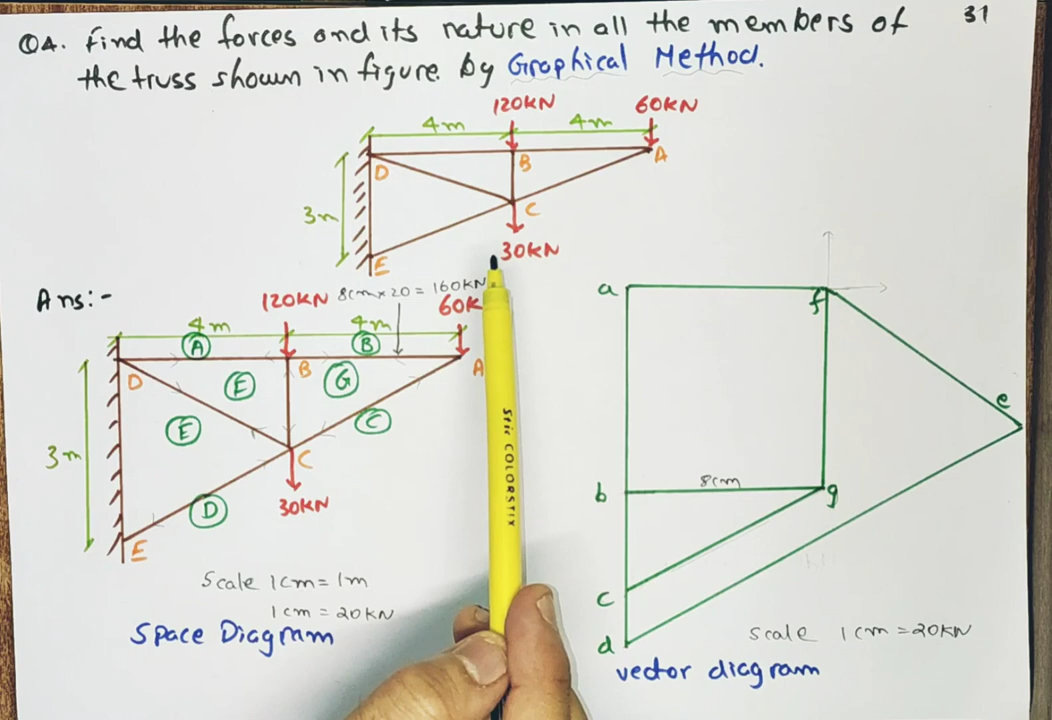 31
Q4. Find the forces and its nature in all the members of
the truss shown in figure by Graphical Method.
120KN 60KN
4m 4m
D B A
3m
C
30KN
E
Ans:-
120KN 8cm×20 = 160KN
60K
4m 4m
A B
D B A
E G
E C
3m
C
30KN
D
E
Scale 1cm = 1m
1cm = 20KN
Space Diagram
Stic COLORSTIX
a f
e
b 8cm g
c
d
Scale 1cm = 20KN
vector diagram